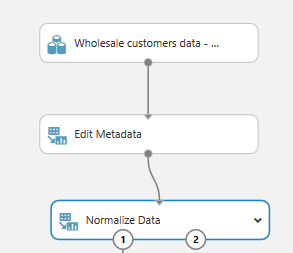 Wholesale customers data - ...
Edit Metadata
Normalize Data
1 2